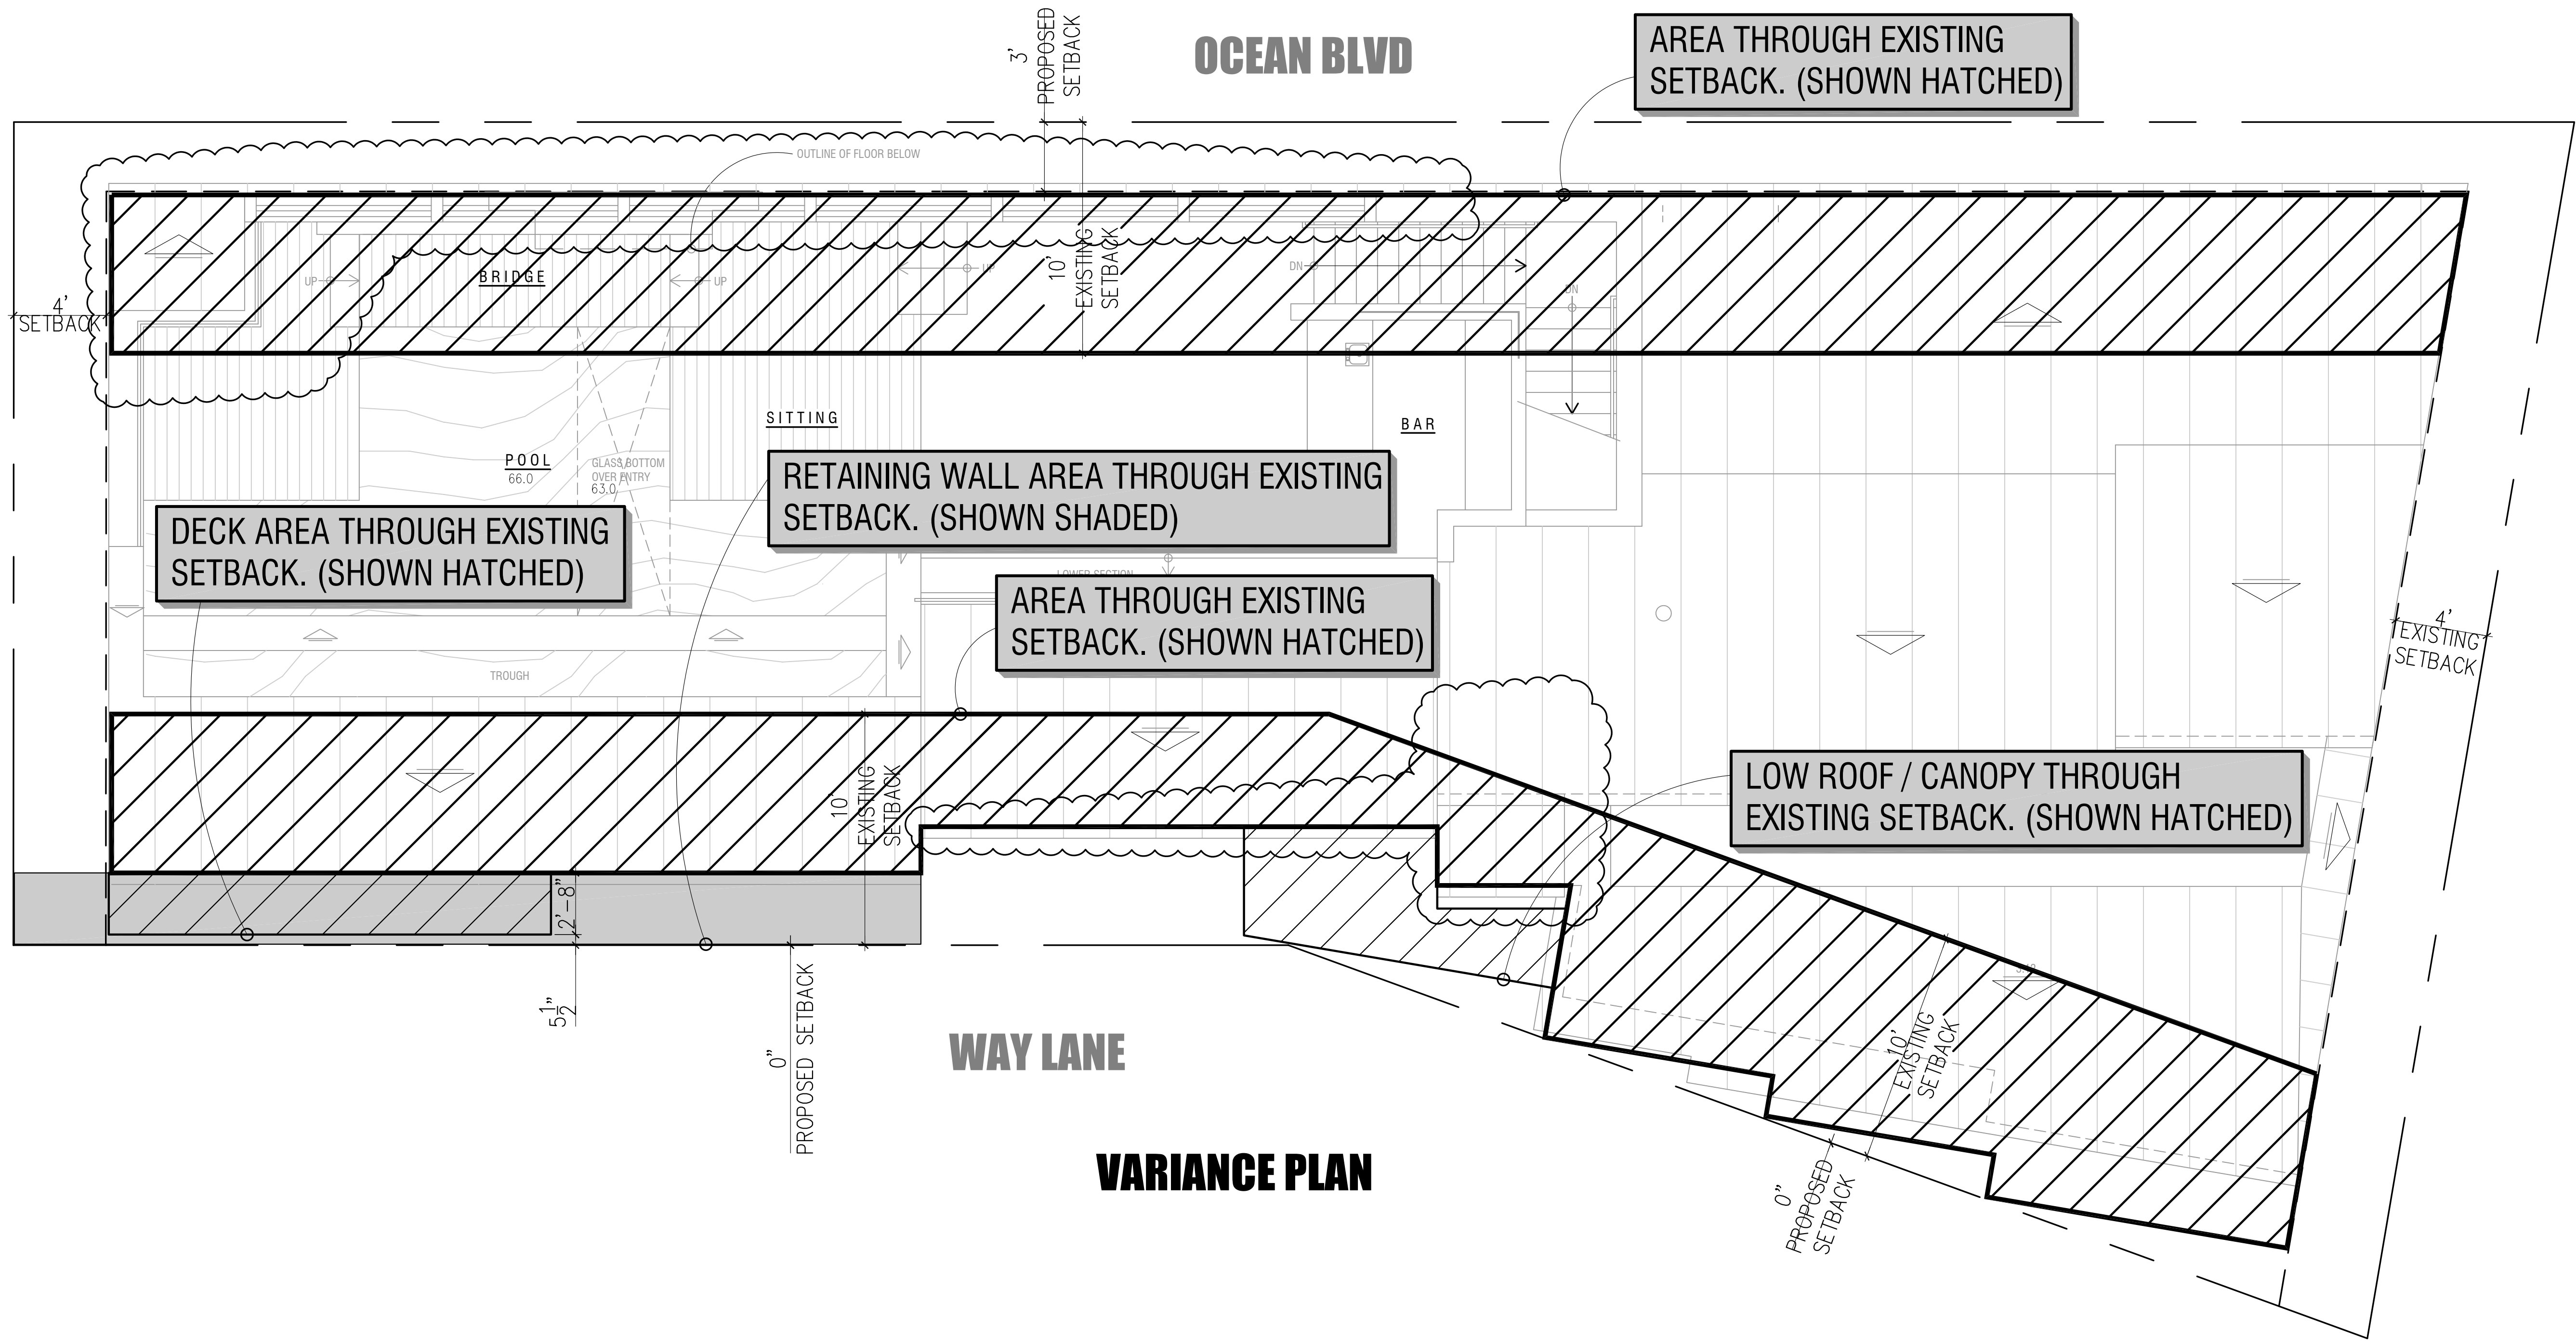 OCEAN BLVD
3'
PROPOSED
SETBACK
AREA THROUGH EXISTING
SETBACK. (SHOWN HATCHED)
OUTLINE OF FLOOR BELOW
4'
SETBACK
UP
BRIDGE
UP
UP
10'
EXISTING
SETBACK
DN
DN
SITTING
BAR
POOL
66.0
GLASS BOTTOM
OVER ENTRY
63.0
RETAINING WALL AREA THROUGH EXISTING
SETBACK. (SHOWN SHADED)
DECK AREA THROUGH EXISTING
SETBACK. (SHOWN HATCHED)
LOWER SECTION
AREA THROUGH EXISTING
SETBACK. (SHOWN HATCHED)
4'
EXISTING
SETBACK
TROUGH
10'
EXISTING
SETBACK
LOW ROOF / CANOPY THROUGH
EXISTING SETBACK. (SHOWN HATCHED)
2'-8"
5 1/2"
0"
PROPOSED SETBACK
WAY LANE
10'
EXISTING
SETBACK
0"
PROPOSED
SETBACK
VARIANCE PLAN